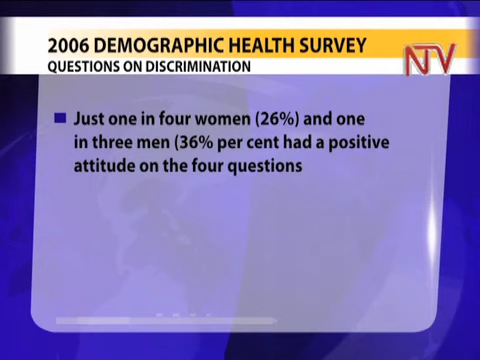 2006 DEMOGRAPHIC HEALTH SURVEY
NTV
QUESTIONS ON DISCRIMINATION
Just one in four women (26%) and one
in three men (36% per cent had a positive
attitude on the four questions